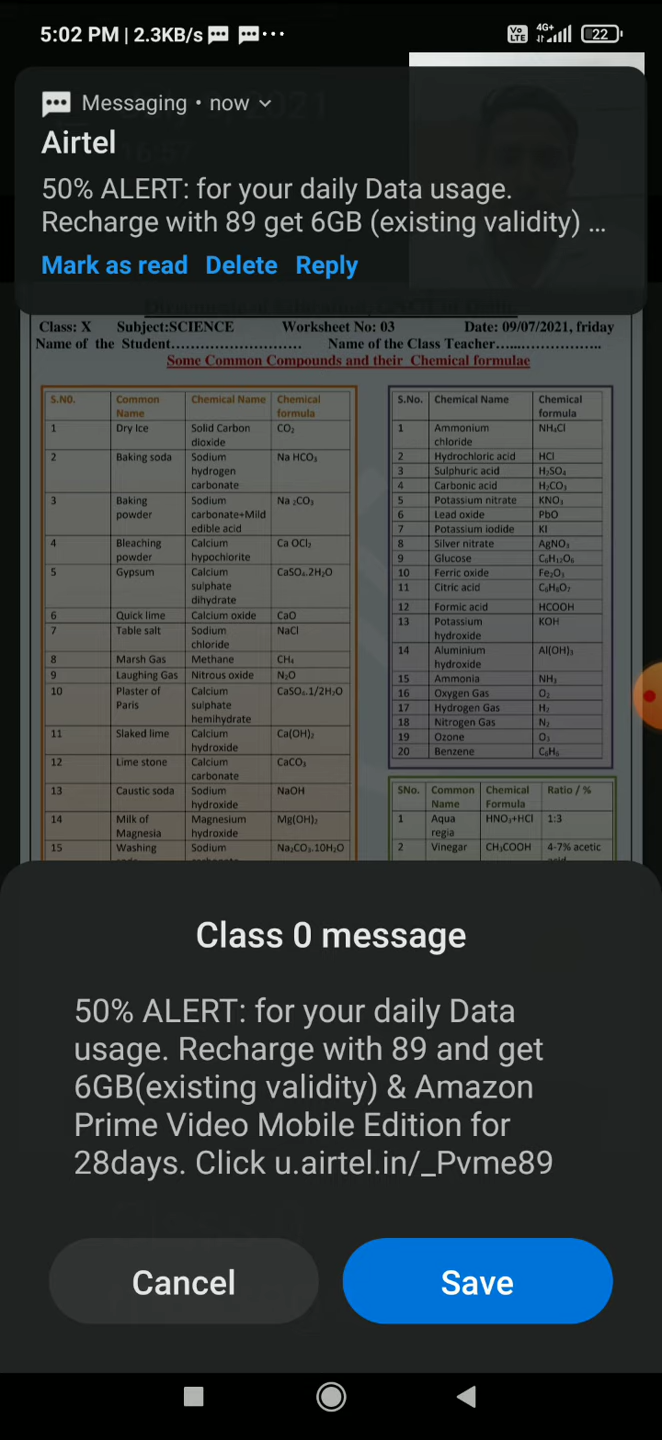 5:02 PM | 2.3KB/s
Vo LTE 4G+ 22
Messaging • now
Airtel
50% ALERT: for your daily Data usage.
Recharge with 89 get 6GB (existing validity) ...
Mark as read Delete Reply
Class: X Subject:SCIENCE Worksheet No: 03 Date: 09/07/2021, friday
Name of the Student.......................... Name of the Class Teacher......................
Some Common Compounds and their Chemical formulae
S.N0. Common Name Chemical Name Chemical formula
1 Dry Ice Solid Carbon dioxide CO₂
2 Baking soda Sodium hydrogen carbonate Na HCO₃
3 Baking powder Sodium carbonate+Mild edible acid Na ₂CO₃
4 Bleaching powder Calcium hypochlorite Ca OCl₂
5 Gypsum Calcium sulphate dihydrate CaSO₄.2H₂O
6 Quick lime Calcium oxide CaO
7 Table salt Sodium chloride NaCl
8 Marsh Gas Methane CH₄
9 Laughing Gas Nitrous oxide N₂O
10 Plaster of Paris Calcium sulphate hemihydrate CaSO₄.1/2H₂O
11 Slaked lime Calcium hydroxide Ca(OH)₂
12 Lime stone Calcium carbonate CaCO₃
13 Caustic soda Sodium hydroxide NaOH
14 Milk of Magnesia Magnesium hydroxide Mg(OH)₂
15 Washing Sodium Na₂CO₃.10H₂O
S.No. Chemical Name Chemical formula
1 Ammonium chloride NH₄Cl
2 Hydrochloric acid HCl
3 Sulphuric acid H₂SO₄
4 Carbonic acid H₂CO₃
5 Potassium nitrate KNO₃
6 Lead oxide PbO
7 Potassium iodide KI
8 Silver nitrate AgNO₃
9 Glucose C₆H₁₂O₆
10 Ferric oxide Fe₂O₃
11 Citric acid C₆H₈O₇
12 Formic acid HCOOH
13 Potassium hydroxide KOH
14 Aluminium hydroxide Al(OH)₃
15 Ammonia NH₃
16 Oxygen Gas O₂
17 Hydrogen Gas H₂
18 Nitrogen Gas N₂
19 Ozone O₃
20 Benzene C₆H₆
SNo. Common Name Chemical Formula Ratio / %
1 Aqua regia HNO₃+HCl 1:3
2 Vinegar CH₃COOH 4-7% acetic
Class 0 message
50% ALERT: for your daily Data
usage. Recharge with 89 and get
6GB(existing validity) & Amazon
Prime Video Mobile Edition for
28days. Click u.airtel.in/_Pvme89
Cancel Save